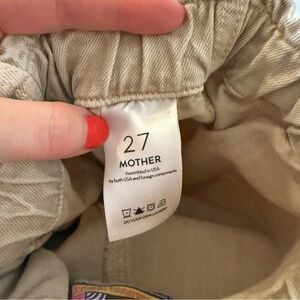 27
MOTHER
Assembled in USA
by both USA and foreign components
DO YOUR OWN LAUNDRY